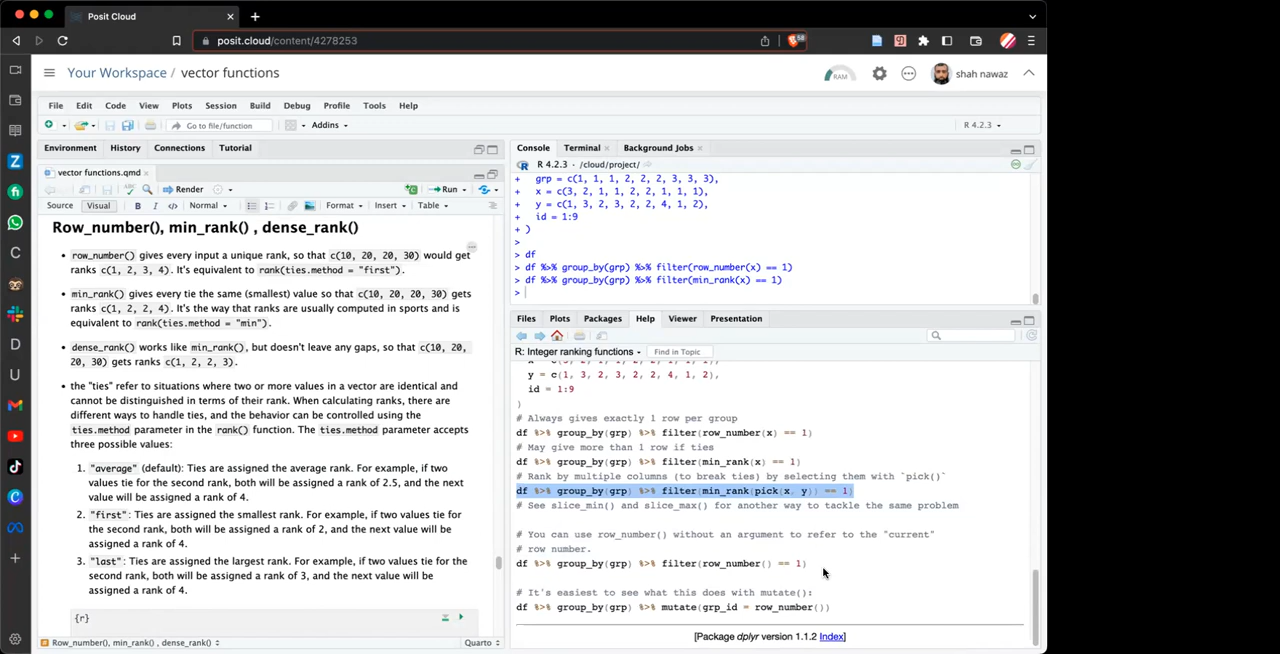 Posit Cloud
posit.cloud/content/4278253
58
Your Workspace / vector functions
RAM
shah nawaz
File Edit Code View Plots Session Build Debug Profile Tools Help
Go to file/function
Addins
R 4.2.3
Environment History Connections Tutorial
vector functions.qmd
Render
Run
Source Visual B I </> Normal Format Insert Table
Row_number(), min_rank() , dense_rank()
• row_number() gives every input a unique rank, so that c(10, 20, 20, 30) would get
ranks c(1, 2, 3, 4). It's equivalent to rank(ties.method = "first").
• min_rank() gives every tie the same (smallest) value so that c(10, 20, 20, 30) gets
ranks c(1, 2, 2, 4). It's the way that ranks are usually computed in sports and is
equivalent to rank(ties.method = "min").
• dense_rank() works like min_rank(), but doesn't leave any gaps, so that c(10, 20,
20, 30) gets ranks c(1, 2, 2, 3).
• the "ties" refer to situations where two or more values in a vector are identical and
cannot be distinguished in terms of their rank. When calculating ranks, there are
different ways to handle ties, and the behavior can be controlled using the
ties.method parameter in the rank() function. The ties.method parameter accepts
three possible values:
1. "average" (default): Ties are assigned the average rank. For example, if two
values tie for the second rank, both will be assigned a rank of 2.5, and the next
value will be assigned a rank of 4.
2. "first": Ties are assigned the smallest rank. For example, if two values tie for
the second rank, both will be assigned a rank of 2, and the next value will be
assigned a rank of 4.
3. "last": Ties are assigned the largest rank. For example, if two values tie for the
second rank, both will be assigned a rank of 3, and the next value will be
assigned a rank of 4.
{r}
Row_number(), min_rank() , dense_rank()
Quarto
Console Terminal Background Jobs
R 4.2.3 · /cloud/project/
+ grp = c(1, 1, 1, 2, 2, 2, 3, 3, 3),
+ x = c(3, 2, 1, 1, 2, 2, 1, 1, 1),
+ y = c(1, 3, 2, 3, 2, 2, 4, 1, 2),
+ id = 1:9
+ )
>
> df
> df %>% group_by(grp) %>% filter(row_number(x) == 1)
> df %>% group_by(grp) %>% filter(min_rank(x) == 1)
>
Files Plots Packages Help Viewer Presentation
R: Integer ranking functions
Find in Topic
x = c(3, 2, 1, 1, 2, 2, 1, 1, 1),
y = c(1, 3, 2, 3, 2, 2, 4, 1, 2),
id = 1:9
)
# Always gives exactly 1 row per group
df %>% group_by(grp) %>% filter(row_number(x) == 1)
# May give more than 1 row if ties
df %>% group_by(grp) %>% filter(min_rank(x) == 1)
# Rank by multiple columns (to break ties) by selecting them with `pick()`
df %>% group_by(grp) %>% filter(min_rank(pick(x, y)) == 1)
# See slice_min() and slice_max() for another way to tackle the same problem
# You can use row_number() without an argument to refer to the "current"
# row number.
df %>% group_by(grp) %>% filter(row_number() == 1)
# It's easiest to see what this does with mutate():
df %>% group_by(grp) %>% mutate(grp_id = row_number())
[Package dplyr version 1.1.2 Index]